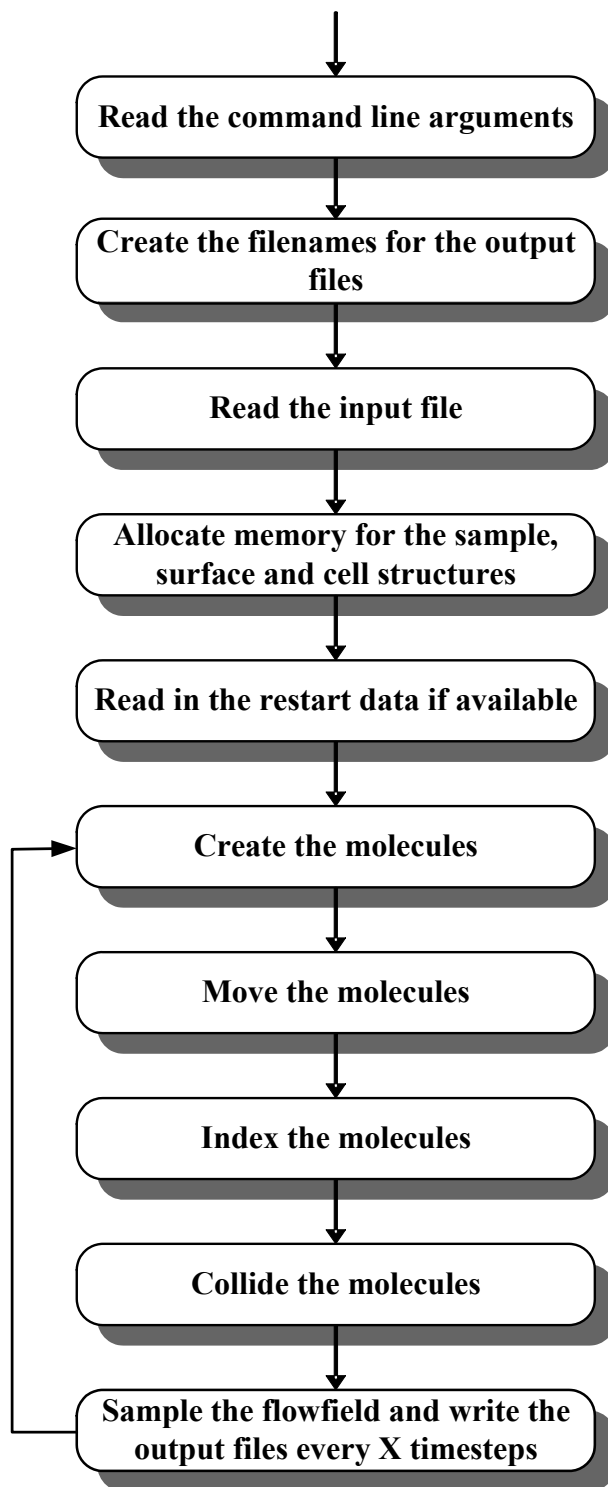 Read the command line arguments
Create the filenames for the output
files
Read the input file
Allocate memory for the sample,
surface and cell structures
Read in the restart data if available
Create the molecules
Move the molecules
Index the molecules
Collide the molecules
Sample the flowfield and write the
output files every X timesteps